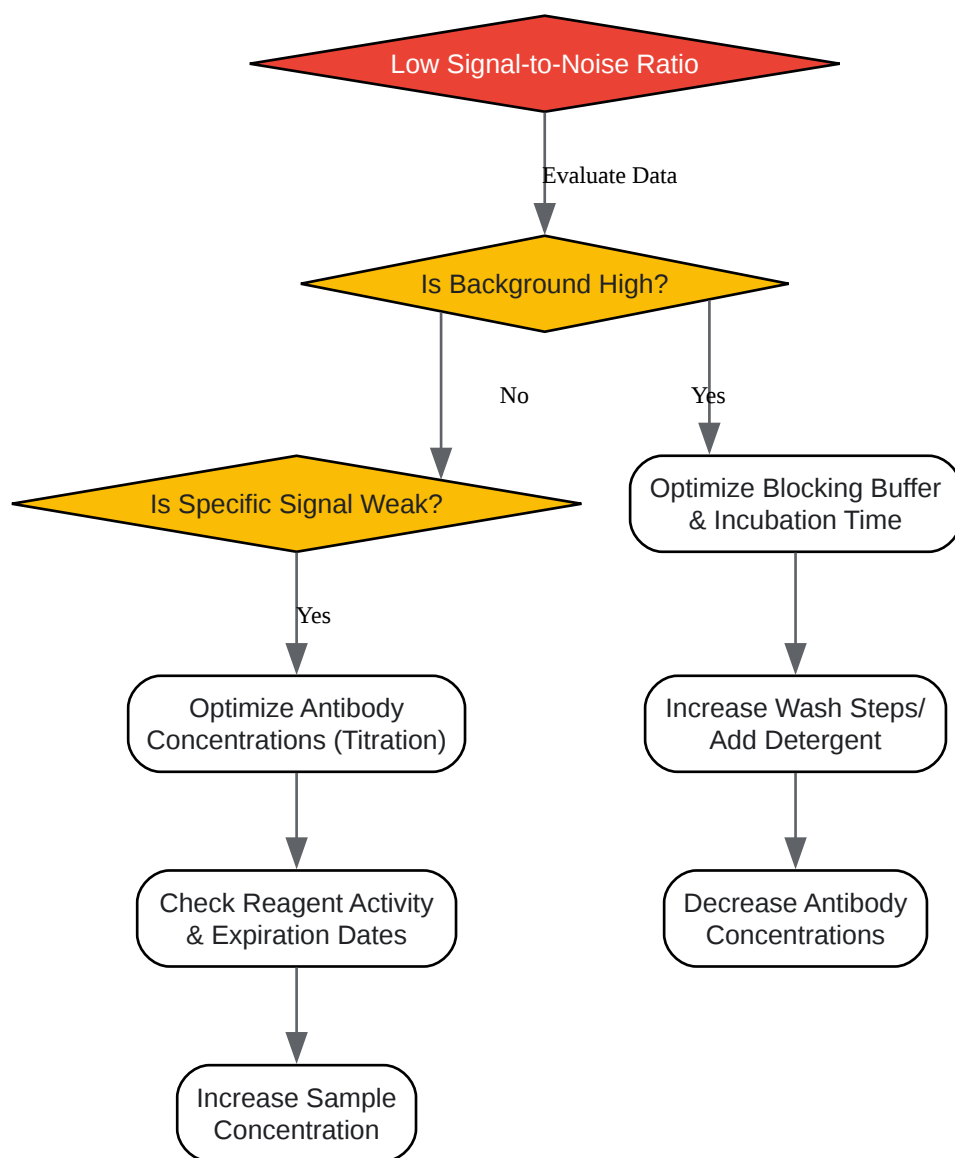 Low Signal-to-Noise Ratio
Evaluate Data
Is Background High?
No
Yes
Is Specific Signal Weak?
Optimize Blocking Buffer
& Incubation Time
Yes
Optimize Antibody
Concentrations (Titration)
Increase Wash Steps/
Add Detergent
Check Reagent Activity
& Expiration Dates
Decrease Antibody
Concentrations
Increase Sample
Concentration